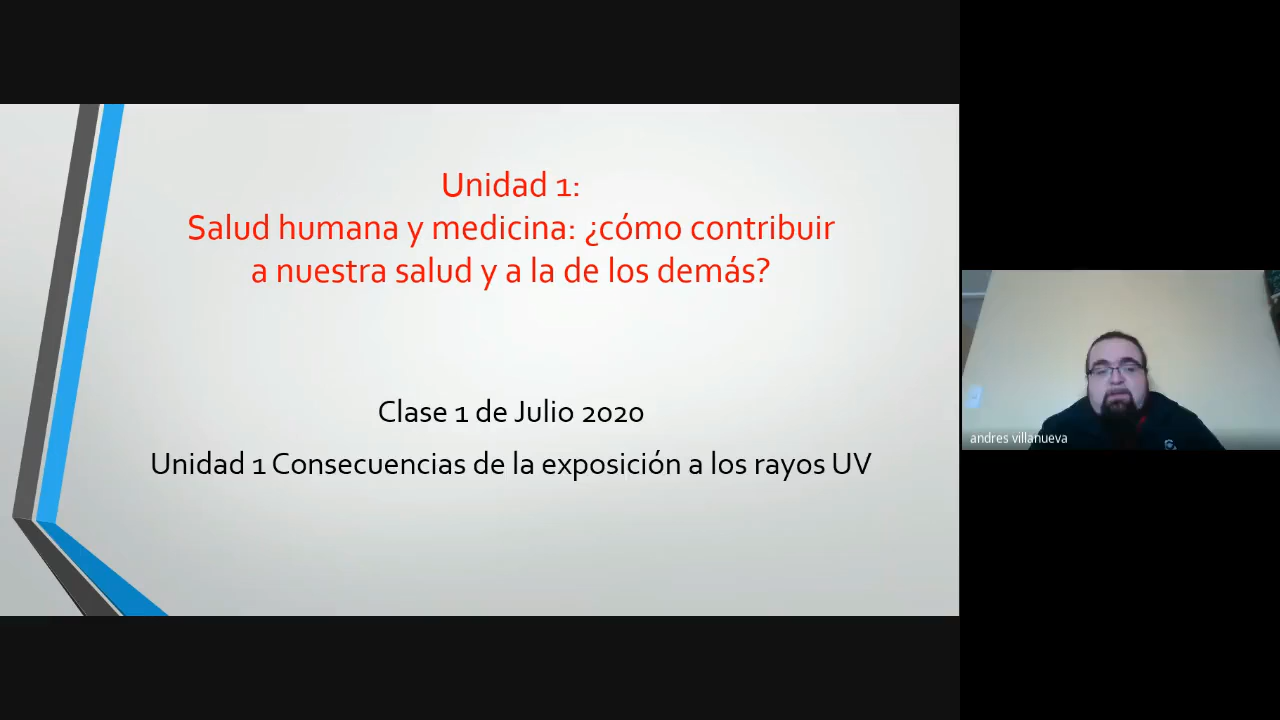 Unidad 1:
Salud humana y medicina: ¿cómo contribuir
a nuestra salud y a la de los demás?
Clase 1 de Julio 2020
Unidad 1 Consecuencias de la exposición a los rayos UV
andres villanueva